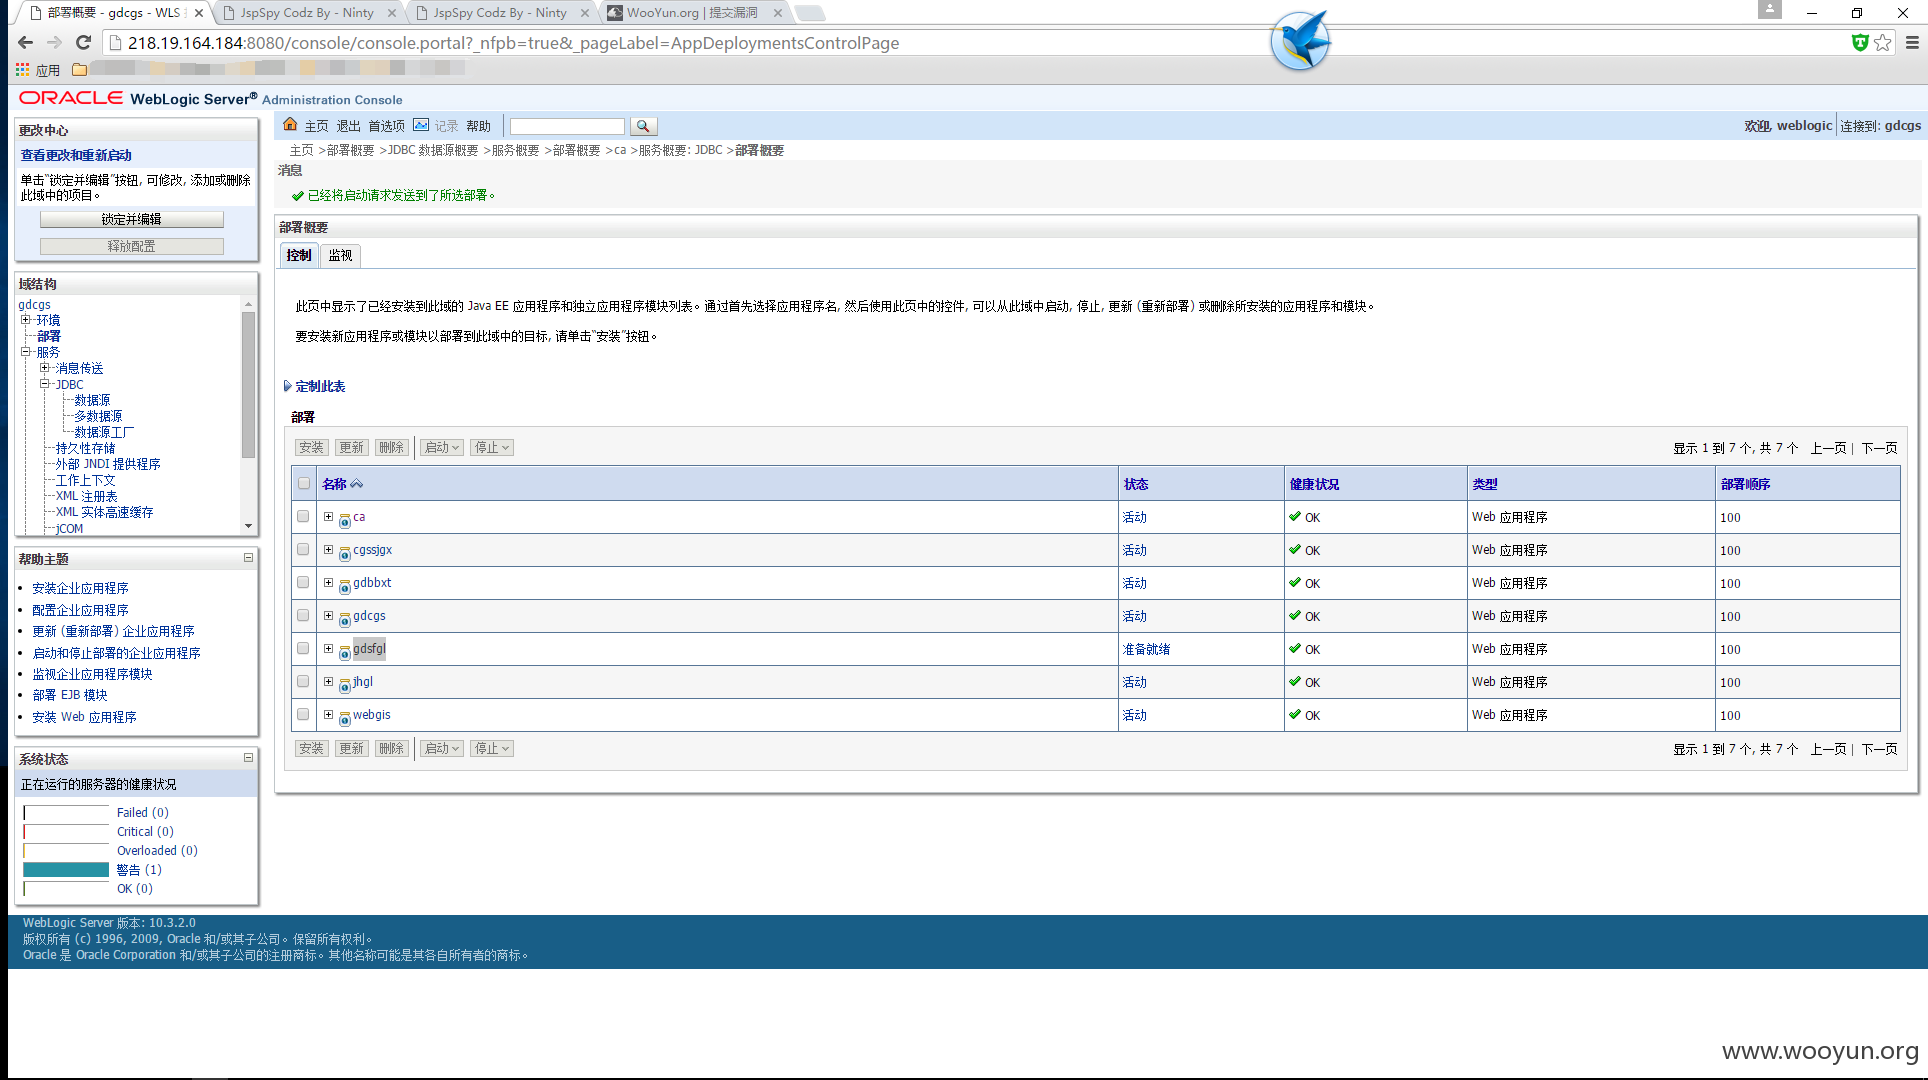 部署概要 - gdcgs - WLS
JspSpy Codz By - Ninty
JspSpy Codz By - Ninty
WooYun.org | 提交漏洞
218.19.164.184:8080/console/console.portal?_nfpb=true&_pageLabel=AppDeploymentsControlPage
应用
ORACLE WebLogic Server® Administration Console
更改中心
查看更改和重新启动
单击“锁定并编辑”按钮, 可修改, 添加或删除
此域中的项目。
锁定并编辑
释放配置
域结构
gdcgs
环境
部署
服务
消息传送
JDBC
数据源
多数据源
数据源工厂
持久性存储
外部 JNDI 提供程序
工作上下文
XML 注册表
XML 实体高速缓存
jCOM
帮助主题
安装企业应用程序
配置企业应用程序
更新 (重新部署) 企业应用程序
启动和停止部署的企业应用程序
监视企业应用程序模块
部署 EJB 模块
安装 Web 应用程序
系统状态
正在运行的服务器的健康状况
Failed (0)
Critical (0)
Overloaded (0)
警告 (1)
OK (0)
主页 退出 首选项 记录 帮助
欢迎, weblogic 连接到: gdcgs
主页 >部署概要 >JDBC 数据源概要 >服务概要 >部署概要 >ca >服务概要: JDBC >部署概要
消息
已经将启动请求发送到了所选部署。
部署概要
控制 监视
此页中显示了已经安装到此域的 Java EE 应用程序和独立应用程序模块列表。通过首先选择应用程序名, 然后使用此页中的控件, 可以从此域中启动, 停止, 更新 (重新部署) 或删除所安装的应用程序和模块。
要安装新应用程序或模块以部署到此域中的目标, 请单击“安装”按钮。
定制此表
部署
安装 更新 删除 启动 停止 显示 1 到 7 个, 共 7 个 上一页 | 下一页
名称 状态 健康状况 类型 部署顺序
ca 活动 OK Web 应用程序 100
cgssjgx 活动 OK Web 应用程序 100
gdbbxt 活动 OK Web 应用程序 100
gdcgs 活动 OK Web 应用程序 100
gdsfgl 准备就绪 OK Web 应用程序 100
jhgl 活动 OK Web 应用程序 100
webgis 活动 OK Web 应用程序 100
安装 更新 删除 启动 停止 显示 1 到 7 个, 共 7 个 上一页 | 下一页
WebLogic Server 版本: 10.3.2.0
版权所有 (c) 1996, 2009, Oracle 和/或其子公司。保留所有权利。
Oracle 是 Oracle Corporation 和/或其子公司的注册商标。其他名称可能是其各自所有者的商标。
www.wooyun.org